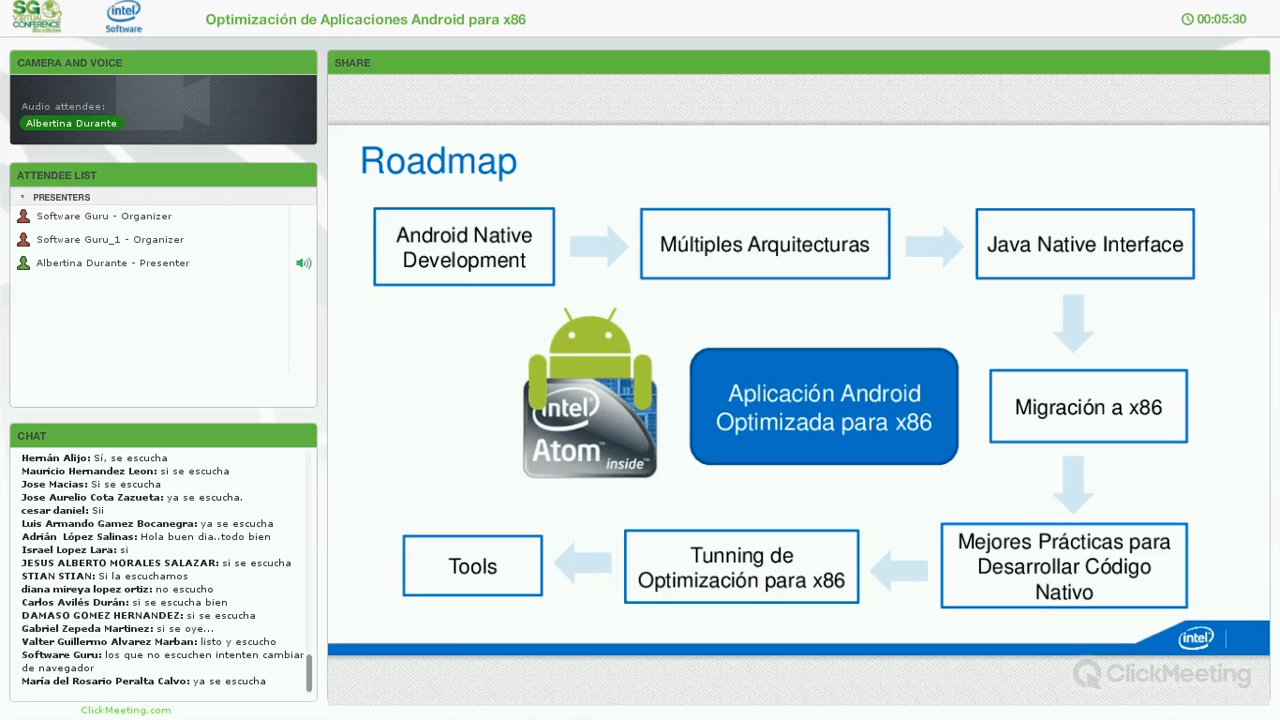 SG
VIRTUAL
CONFERENCE
intel
Software
Optimización de Aplicaciones Android para x86
00:05:30
CAMERA AND VOICE
Audio attendee:
Albertina Durante
ATTENDEE LIST
PRESENTERS
Software Guru - Organizer
Software Guru_1 - Organizer
Albertina Durante - Presenter
CHAT
Hernán Alijo: Sí, se escucha
Mauricio Hernandez Leon: si se escucha
Jose Macias: Si se escucha
Jose Aurelio Cota Zazueta: ya se escucha.
cesar daniel: Sii
Luis Armando Gamez Bocanegra: ya se escucha
Adrián López Salinas: Hola buen dia..todo bien
Israel Lopez Lara: si
JESUS ALBERTO MORALES SALAZAR: si se escucha
STIAN STIAN: Si la escuchamos
diana mireya lopez ortiz: no escucho
Carlos Avilés Durán: si se escucha bien
DAMASO GOMEZ HERNANDEZ: si se escucha
Gabriel Zepeda Martinez: si se oye...
Valter Guillermo Alvarez Marban: listo y escucho
Software Guru: los que no escuchen intenten cambiar
de navegador
María del Rosario Peralta Calvo: ya se escucha
ClickMeeting.com
SHARE
Roadmap
Android Native
Development
Múltiples Arquitecturas
Java Native Interface
intel
Atom™
inside™
Aplicación Android
Optimizada para x86
Migración a x86
Mejores Prácticas para
Desarrollar Código
Nativo
Tunning de
Optimización para x86
Tools
intel
ClickMeeting